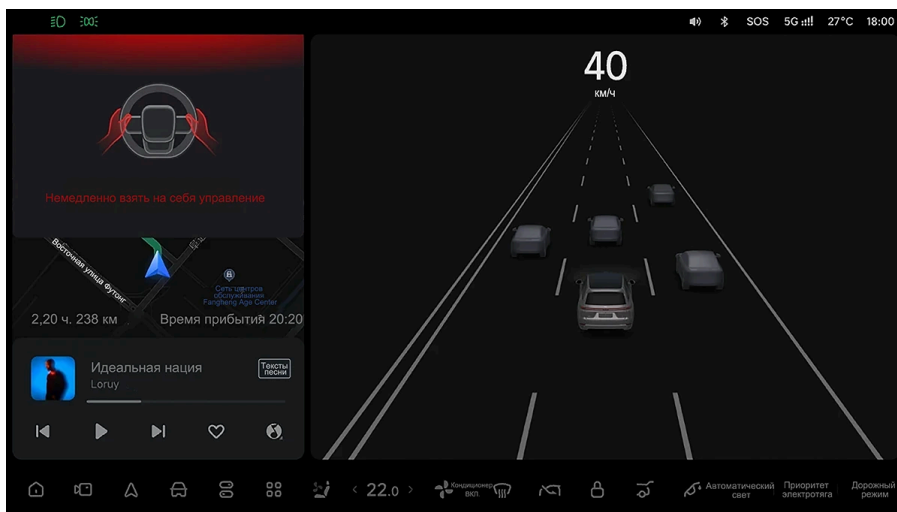 SOS 5G 27°C 18:00
40
км/ч
Немедленно взять на себя управление
Восточная улица Футонг
Сеть центров
обслуживания
Fangheng Age Center
2,20 ч. 238 км Время прибытия 20:20
Идеальная нация
Loruy
Тексты
песни
22.0
Кондиционер
вкл.
Автоматический
свет
Приоритет
электротяга
Дорожный
режим